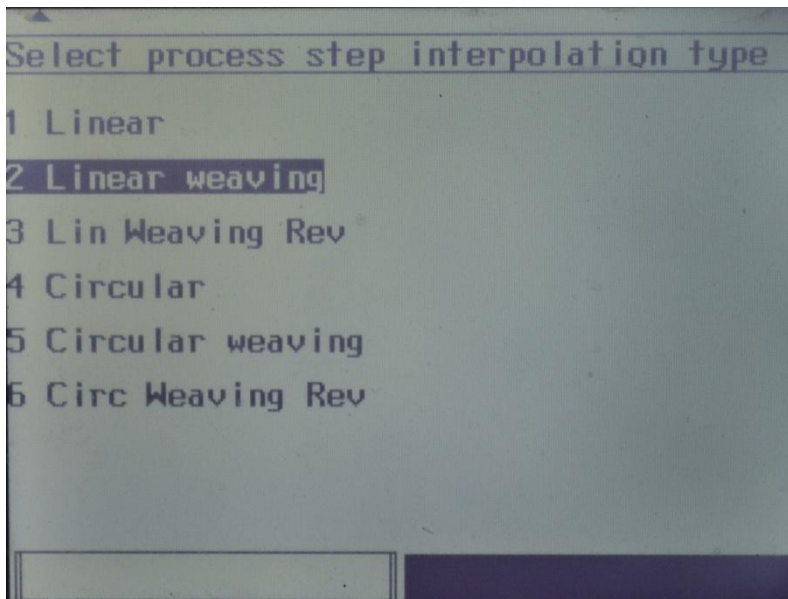 Select process step interpolation type
1 Linear
2 Linear weaving
3 Lin Weaving Rev
4 Circular
5 Circular weaving
6 Circ Weaving Rev